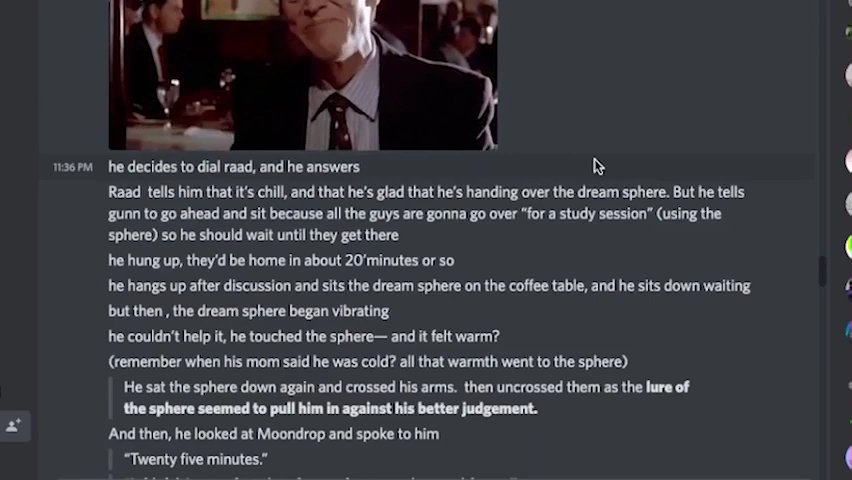 11:36 PM he decides to dial raad, and he answers
Raad tells him that it's chill, and that he's glad that he's handing over the dream sphere. But he tells
gunn to go ahead and sit because all the guys are gonna go over “for a study session” (using the
sphere) so he should wait until they get there
he hung up, they'd be home in about 20'minutes or so
he hangs up after discussion and sits the dream sphere on the coffee table, and he sits down waiting
but then , the dream sphere began vibrating
he couldn't help it, he touched the sphere— and it felt warm?
(remember when his mom said he was cold? all that warmth went to the sphere)
He sat the sphere down again and crossed his arms. then uncrossed them as the lure of
the sphere seemed to pull him in against his better judgement.
And then, he looked at Moondrop and spoke to him
“Twenty five minutes.”